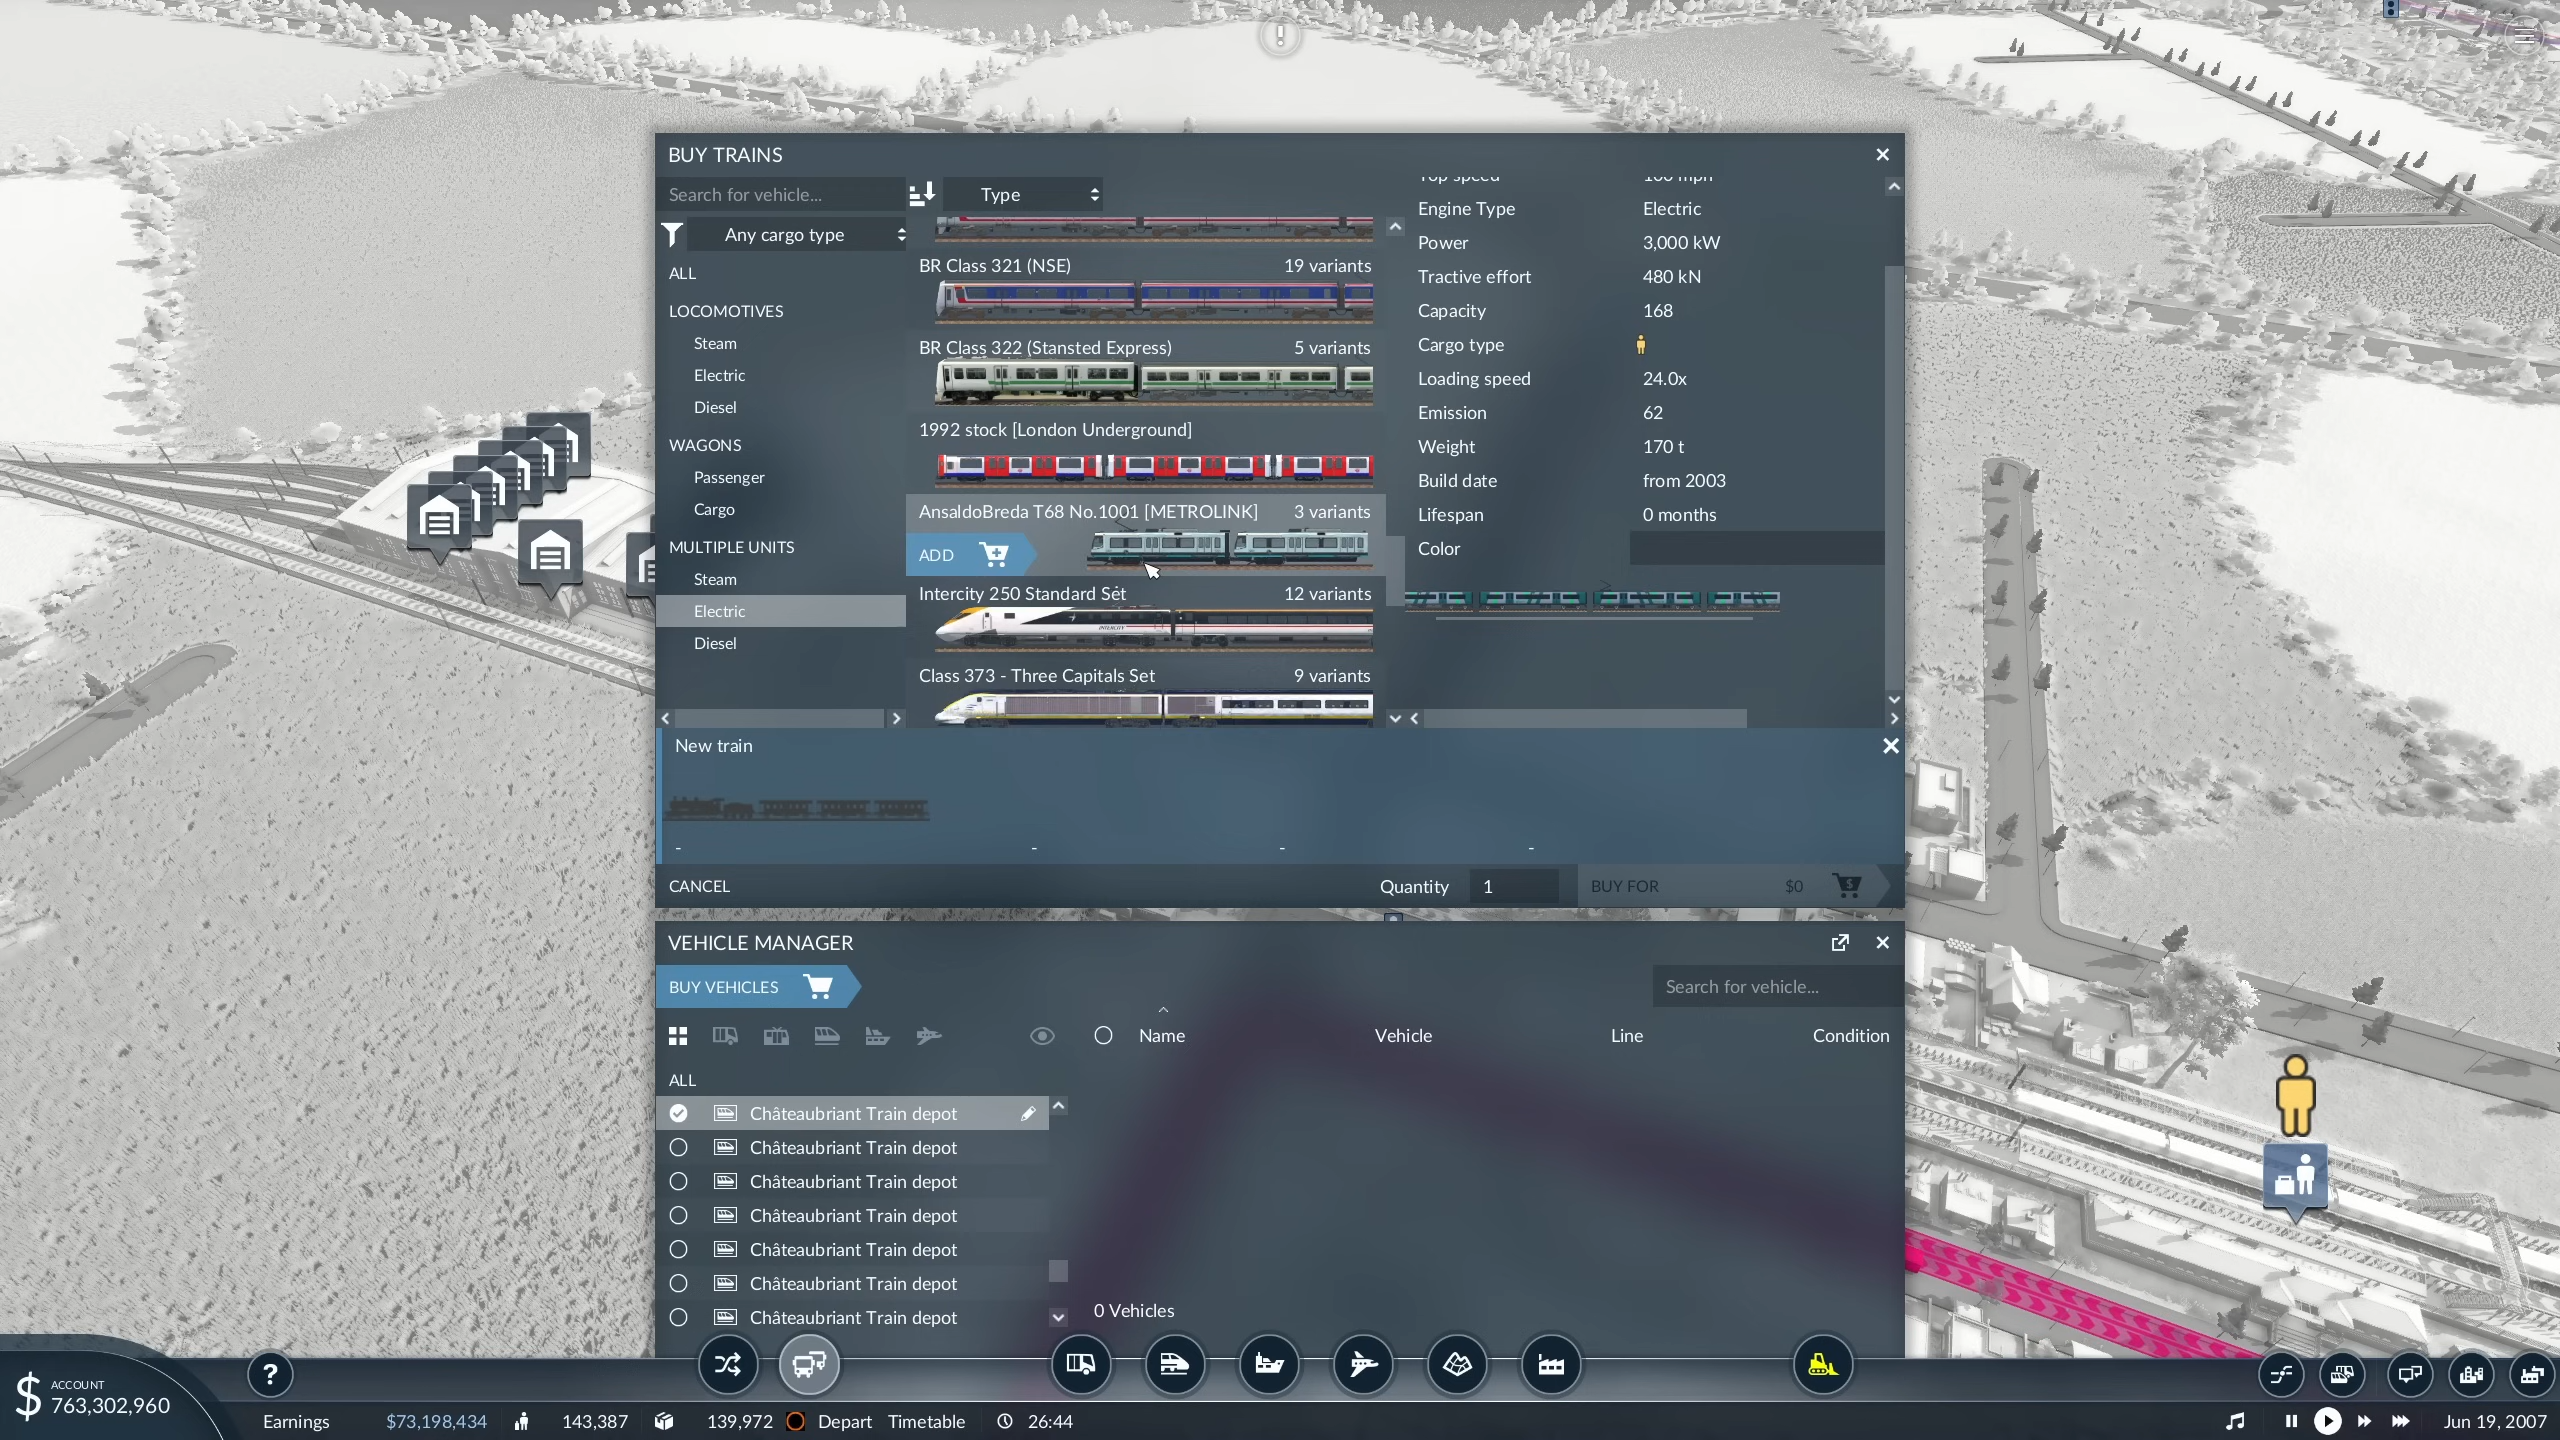 BUY TRAINS
Search for vehicle...
Type
Any cargo type
ALL
LOCOMOTIVES
Steam
Electric
Diesel
WAGONS
Passenger
Cargo
MULTIPLE UNITS
Steam
Electric
Diesel
BR Class 321 (NSE) 19 variants
BR Class 322 (Stansted Express) 5 variants
1992 stock [London Underground]
AnsaldoBreda T68 No.1001 [METROLINK] 3 variants
ADD
Intercity 250 Standard Set 12 variants
INTERCITY
Class 373 - Three Capitals Set 9 variants
Top speed 100 mph
Engine Type Electric
Power 3,000 kW
Tractive effort 480 kN
Capacity 168
Cargo type
Loading speed 24.0x
Emission 62
Weight 170 t
Build date from 2003
Lifespan 0 months
Color
New train
- - - -
CANCEL
Quantity 1
BUY FOR $0
VEHICLE MANAGER
BUY VEHICLES
Search for vehicle...
Name Vehicle Line Condition
ALL
Châteaubriant Train depot
Châteaubriant Train depot
Châteaubriant Train depot
Châteaubriant Train depot
Châteaubriant Train depot
Châteaubriant Train depot
Châteaubriant Train depot
0 Vehicles
?
$ ACCOUNT
763,302,960
Earnings $73,198,434 143,387 139,972 Depart Timetable 26:44
Jun 19, 2007